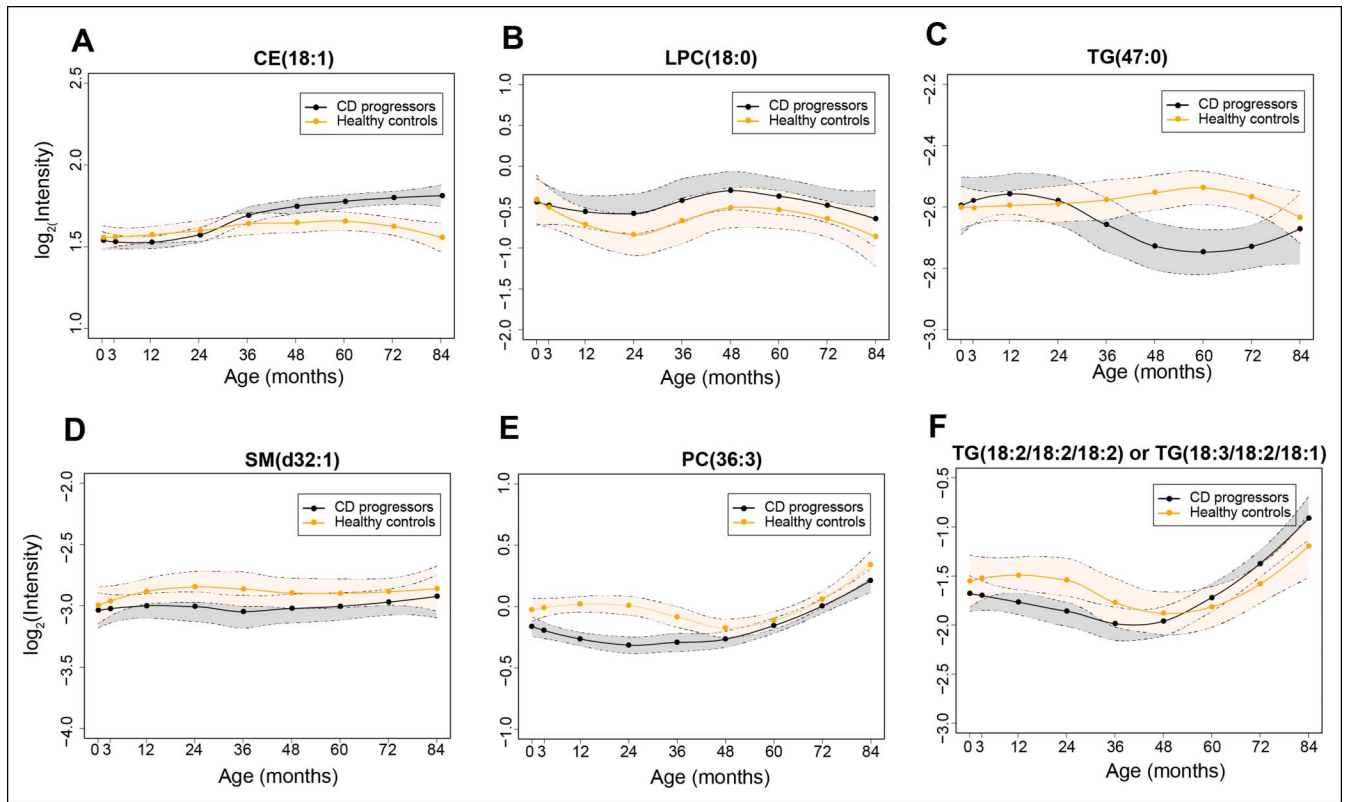 A
CE(18:1)
log2(Intensity)
2.5
2.0
1.5
1.0
CD progressors
Healthy controls
0 3 12 24 36 48 60 72 84
Age (months)
B
LPC(18:0)
1.0
0.5
0.0
−0.5
−1.0
−1.5
−2.0
CD progressors
Healthy controls
0 3 12 24 36 48 60 72 84
Age (months)
C
TG(47:0)
−2.2
−2.4
−2.6
−2.8
−3.0
CD progressors
Healthy controls
0 3 12 24 36 48 60 72 84
Age (months)
D
SM(d32:1)
log2(Intensity)
−2.0
−2.5
−3.0
−3.5
−4.0
CD progressors
Healthy controls
0 3 12 24 36 48 60 72 84
Age (months)
E
PC(36:3)
1.0
0.5
0.0
−0.5
−1.0
CD progressors
Healthy controls
0 3 12 24 36 48 60 72 84
Age (months)
F
TG(18:2/18:2/18:2) or TG(18:3/18:2/18:1)
−0.5
−1.0
−1.5
−2.0
−2.5
−3.0
CD progressors
Healthy controls
0 3 12 24 36 48 60 72 84
Age (months)